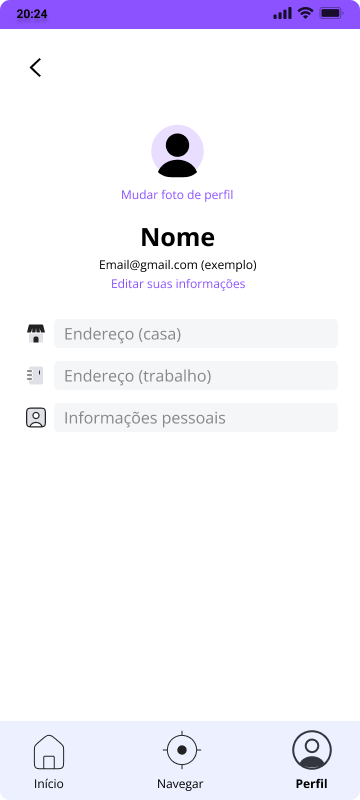 20:24
Mudar foto de perfil
Nome
Email@gmail.com (exemplo)
Editar suas informações
Endereço (casa)
Endereço (trabalho)
Informações pessoais
Início
Navegar
Perfil